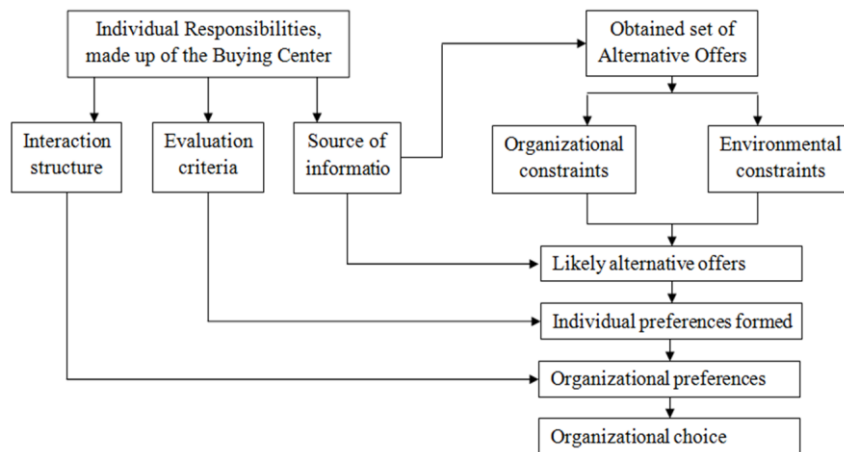 Individual Responsibilities,
made up of the Buying Center
Obtained set of
Alternative Offers
Interaction
structure
Evaluation
criteria
Source of
informatio
Organizational
constraints
Environmental
constraints
Likely alternative offers
Individual preferences formed
Organizational preferences
Organizational choice